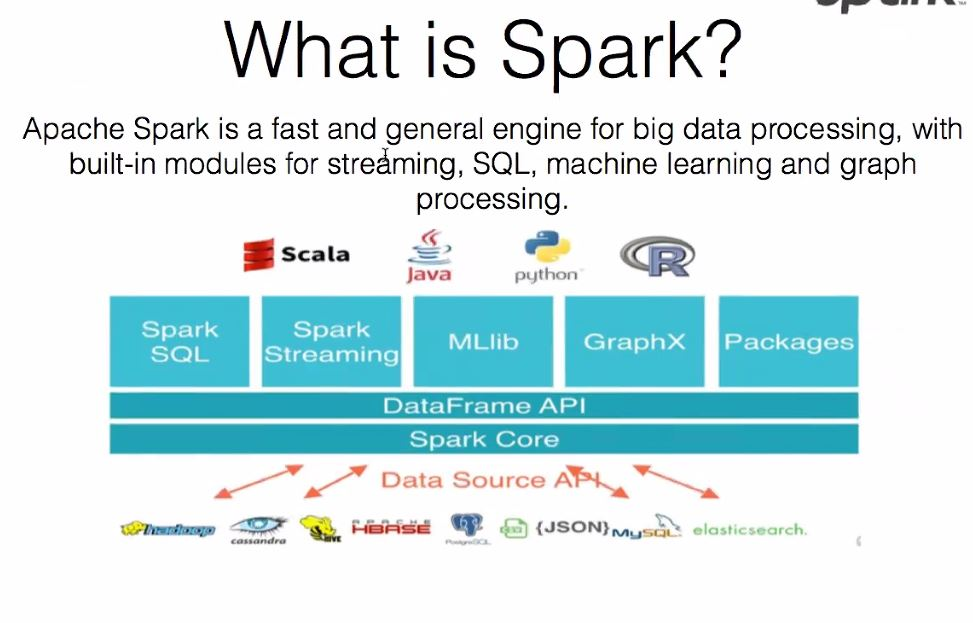 Spark
What is Spark?
Apache Spark is a fast and general engine for big data processing, with
built-in modules for streaming, SQL, machine learning and graph
processing.
Scala
Java
python
R
Spark
SQL
Spark
Streaming
MLlib
GraphX
Packages
DataFrame API
Spark Core
Data Source API
hadoop
cassandra
HIVE
APACHE
HBASE
PostgreSQL
{JSON}
MySQL
elasticsearch.